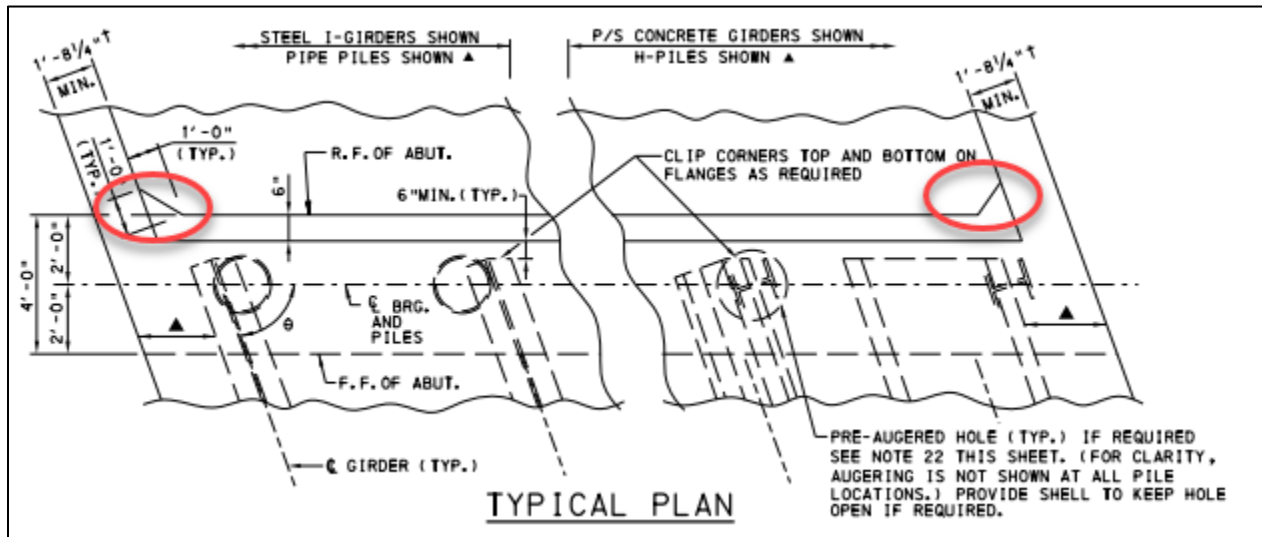 STEEL I-GIRDERS SHOWN
PIPE PILES SHOWN ▲
P/S CONCRETE GIRDERS SHOWN
H-PILES SHOWN ▲
1'-8¼"†
MIN.
1'-8¼"†
MIN.
1'-0"
(TYP.)
1'-0
(TYP.)
R.F. OF ABUT.
6"
6"MIN.(TYP.)
CLIP CORNERS TOP AND BOTTOM ON
FLANGES AS REQUIRED
4'-0"
2'-0"
2'-0"
▲
θ
℄ BRG.
AND
PILES
▲
F.F. OF ABUT.
℄ GIRDER (TYP.)
PRE-AUGERED HOLE (TYP.) IF REQUIRED
SEE NOTE 22 THIS SHEET. (FOR CLARITY,
AUGERING IS NOT SHOWN AT ALL PILE
LOCATIONS.) PROVIDE SHELL TO KEEP HOLE
OPEN IF REQUIRED.
TYPICAL PLAN